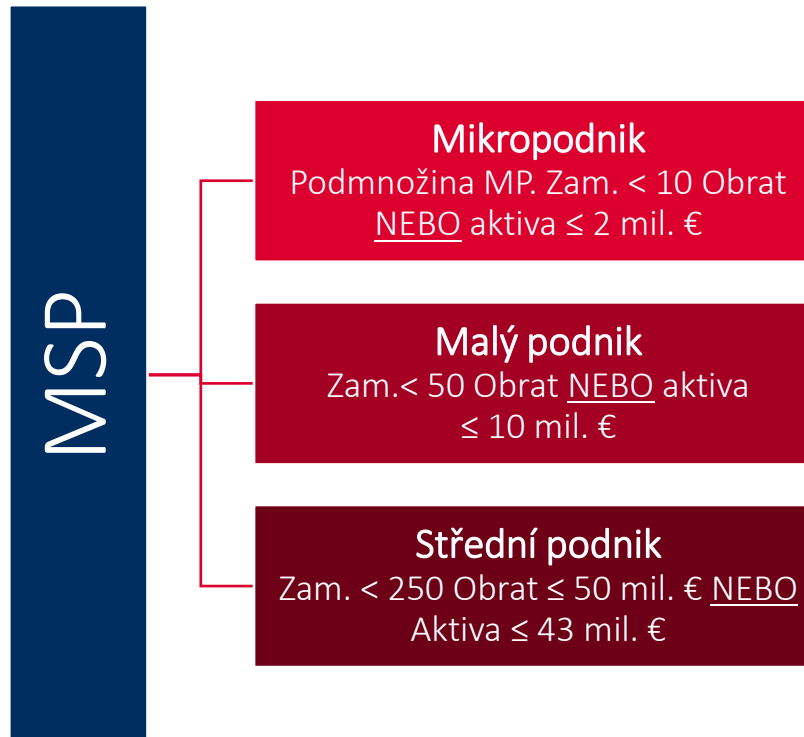 MSP
Mikropodnik
Podmnožina MP. Zam. < 10 Obrat
NEBO aktiva ≤ 2 mil. €
Malý podnik
Zam.< 50 Obrat NEBO aktiva
≤ 10 mil. €
Střední podnik
Zam. < 250 Obrat ≤ 50 mil. € NEBO
Aktiva ≤ 43 mil. €